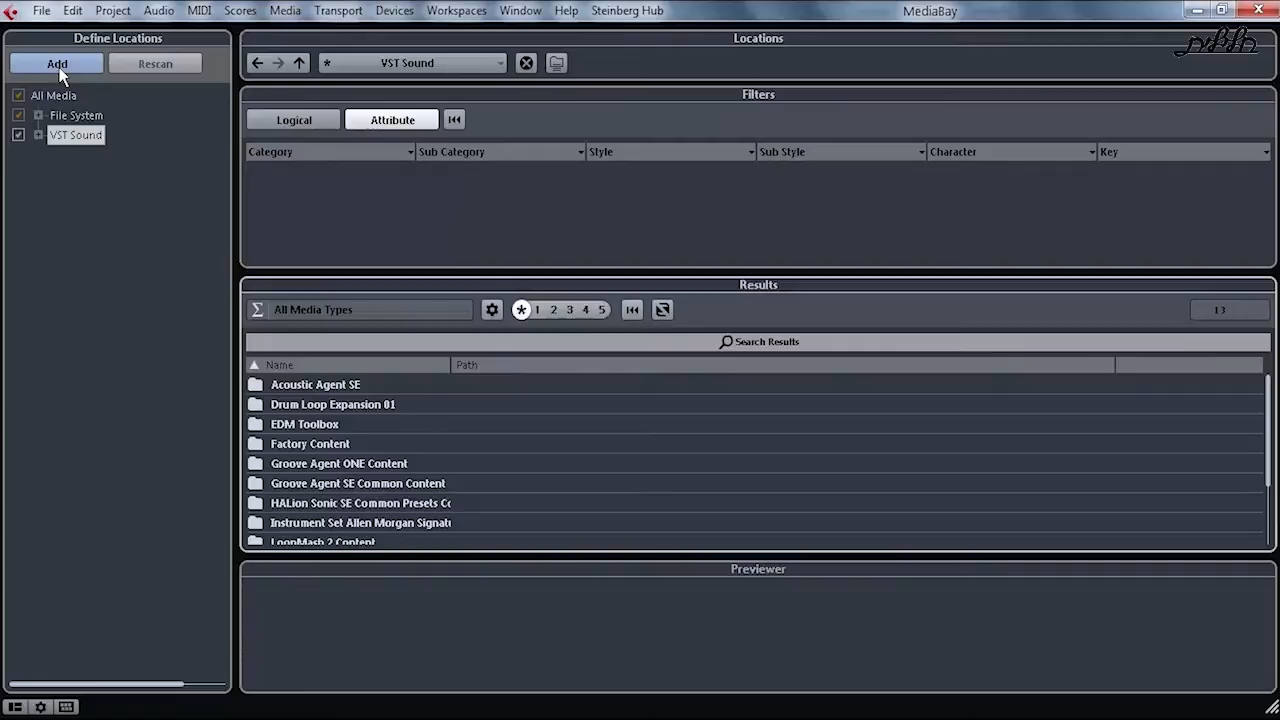 File Edit Project Audio MIDI Scores Media Transport Devices Workspaces Window Help Steinberg Hub MediaBay
Define Locations
Add Rescan
All Media
File System
VST Sound
Locations
* VST Sound
Filters
Logical Attribute
Category Sub Category Style Sub Style Character Key
Results
All Media Types * 1 2 3 4 5 13
Search Results
Name Path
Acoustic Agent SE
Drum Loop Expansion 01
EDM Toolbox
Factory Content
Groove Agent ONE Content
Groove Agent SE Common Content
HALion Sonic SE Common Presets Co
Instrument Set Allen Morgan Signatu
LoopMash 2 Content
Previewer